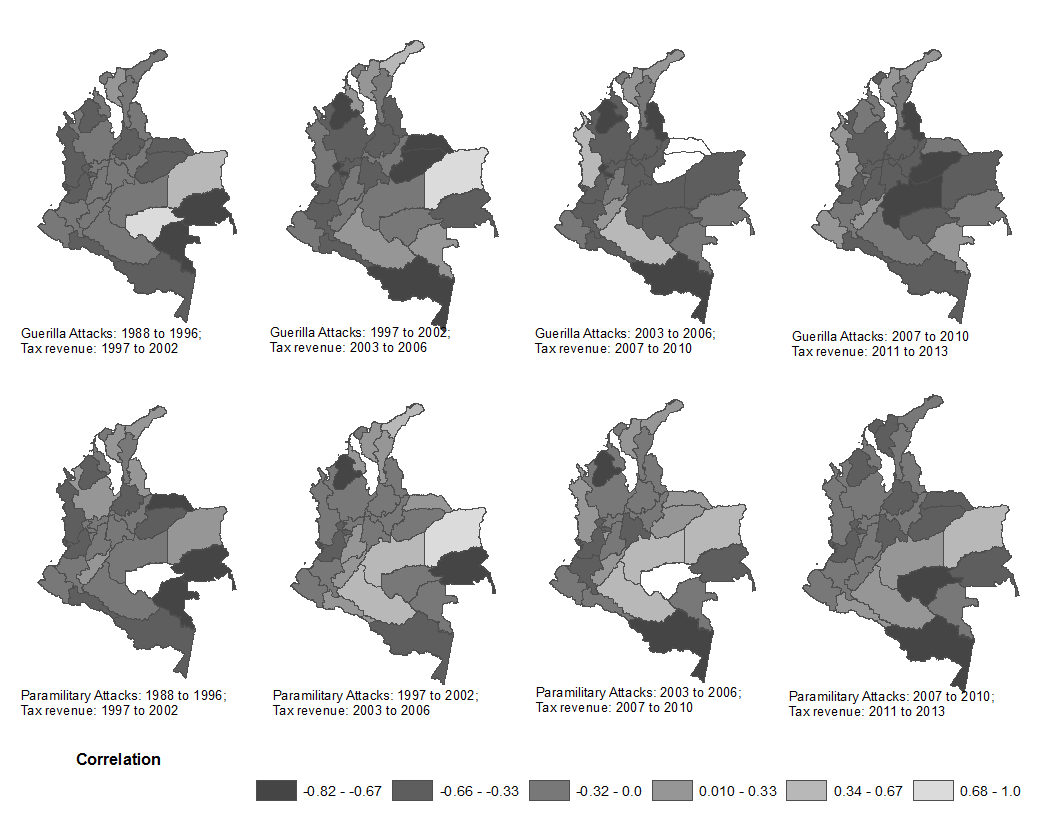 Guerilla Attacks: 1988 to 1996;
Tax revenue: 1997 to 2002
Guerilla Attacks: 1997 to 2002;
Tax revenue: 2003 to 2006
Guerilla Attacks: 2003 to 2006;
Tax revenue: 2007 to 2010
Guerilla Attacks: 2007 to 2010
Tax revenue: 2011 to 2013
Paramilitary Attacks: 1988 to 1996;
Tax revenue: 1997 to 2002
Paramilitary Attacks: 1997 to 2002;
Tax revenue: 2003 to 2006
Paramilitary Attacks: 2003 to 2006;
Tax revenue: 2007 to 2010
Paramilitary Attacks: 2007 to 2010;
Tax revenue: 2011 to 2013
Correlation
-0.82 - -0.67
-0.66 - -0.33
-0.32 - 0.0
0.010 - 0.33
0.34 - 0.67
0.68 - 1.0